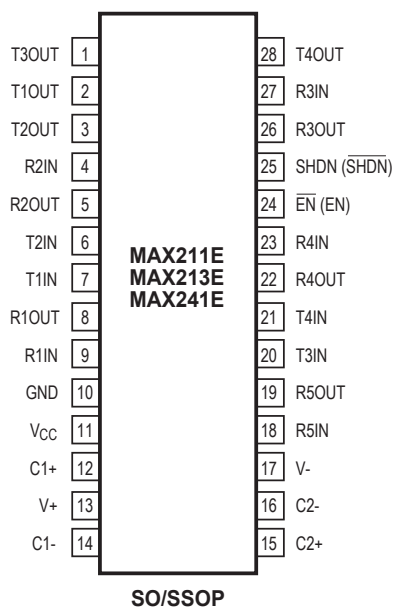 T3OUT 1 28 T4OUT
T1OUT 2 27 R3IN
T2OUT 3 26 R3OUT
R2IN 4 25 SHDN (S̅H̅D̅N̅)
R2OUT 5 24 E̅N̅ (EN)
T2IN 6 23 R4IN
T1IN 7 22 R4OUT
R1OUT 8 21 T4IN
R1IN 9 20 T3IN
GND 10 19 R5OUT
VCC 11 18 R5IN
C1+ 12 17 V-
V+ 13 16 C2-
C1- 14 15 C2+
MAX211E
MAX213E
MAX241E
SO/SSOP